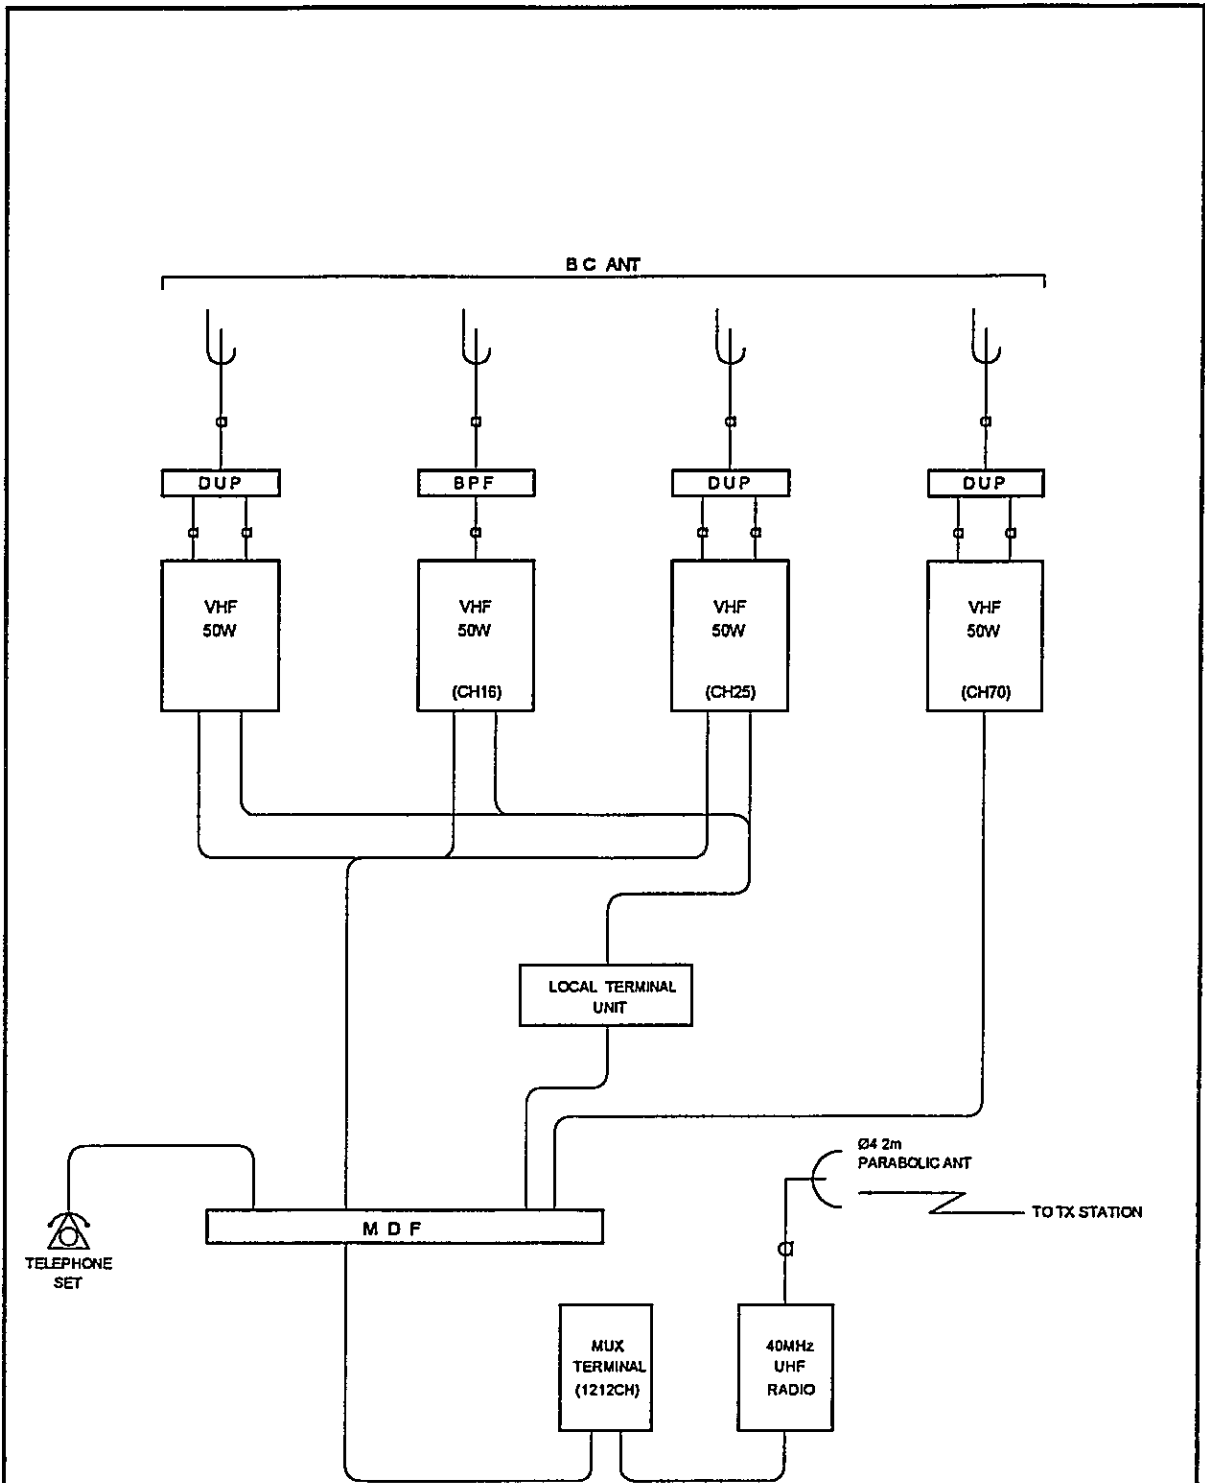 B C ANT
DUP
BPF
DUP
DUP
VHF
50W
VHF
50W
(CH16)
VHF
50W
(CH25)
VHF
50W
(CH70)
LOCAL TERMINAL
UNIT
Ø4 2m
PARABOLIC ANT
TO TX STATION
M D F
TELEPHONE
SET
MUX
TERMINAL
(1212CH)
40MHz
UHF
RADIO